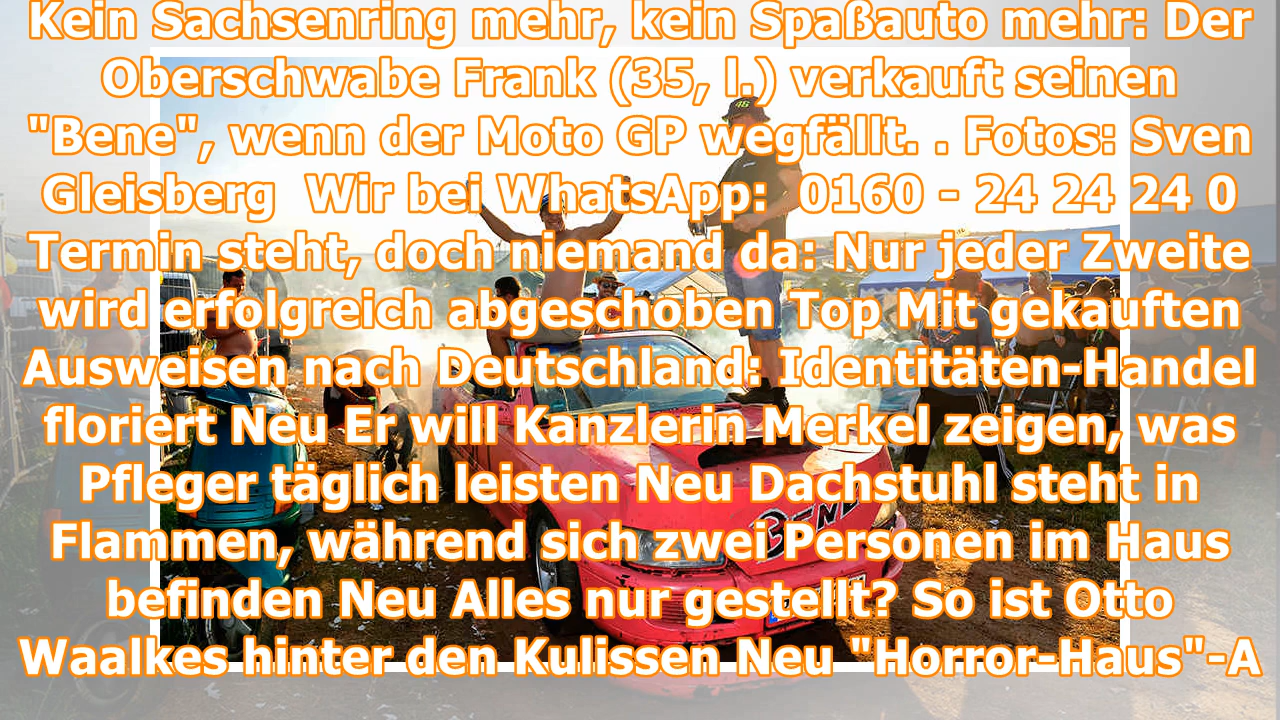 Kein Sachsenring mehr, kein Spaßauto mehr: Der
Oberschwabe Frank (35, l.) verkauft seinen
"Bene", wenn der Moto GP wegfällt. . Fotos: Sven
Gleisberg  Wir bei WhatsApp:  0160 - 24 24 24 0
Termin steht, doch niemand da: Nur jeder Zweite
wird erfolgreich abgeschoben Top Mit gekauften
Ausweisen nach Deutschland: Identitäten-Handel
floriert Neu Er will Kanzlerin Merkel zeigen, was
Pfleger täglich leisten Neu Dachstuhl steht in
Flammen, während sich zwei Personen im Haus
befinden Neu Alles nur gestellt? So ist Otto
Waalkes hinter den Kulissen Neu "Horror-Haus"-A
46
BENE